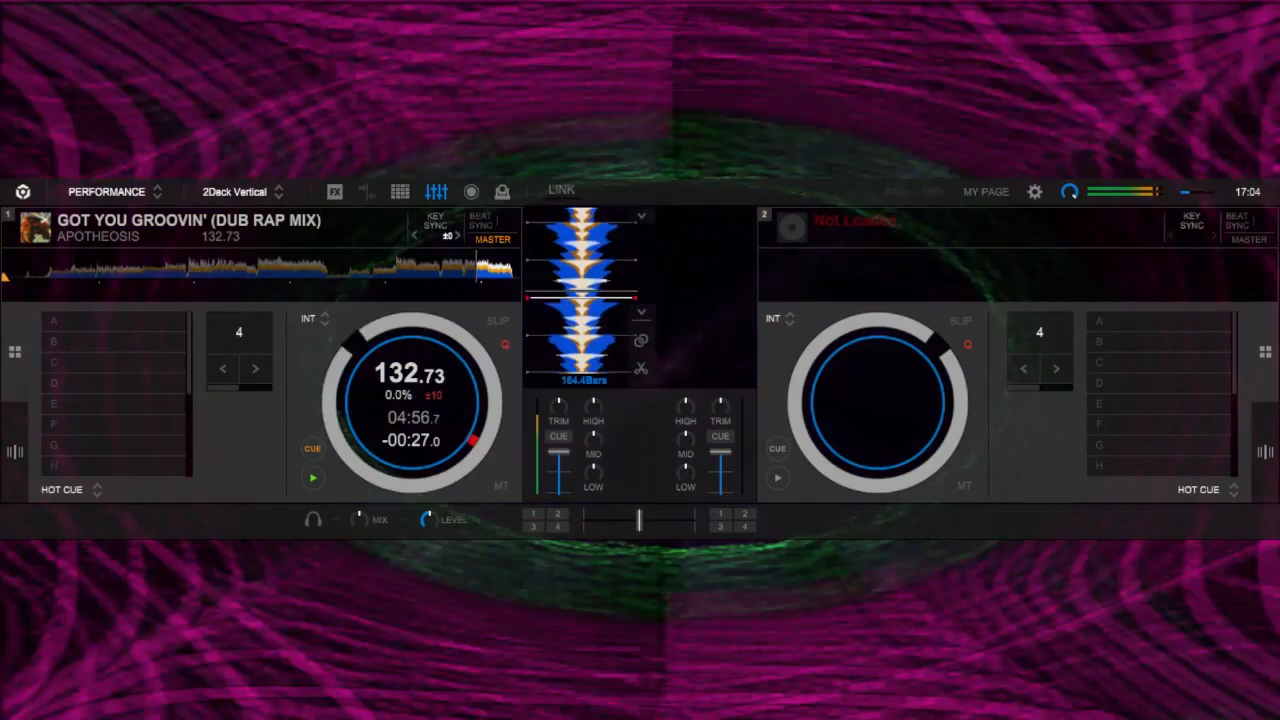 PERFORMANCE 2Deck Vertical FX LINK MY PAGE 17:04
1 GOT YOU GROOVIN' (DUB RAP MIX) KEY SYNC BEAT SYNC
APOTHEOSIS 132.73 ±0 MASTER
2 Not Loaded KEY SYNC BEAT SYNC
MASTER
A
B
C
D
E
F
G
H
HOT CUE
4
INT SLIP
Q
132.73
0.0% ±10
04:56.7
-00:27.0
CUE
MT
164.4Bars
TRIM HIGH HIGH TRIM
CUE CUE
MID MID
LOW LOW
INT SLIP
Q
CUE
MT
4
A
B
C
D
E
F
G
H
HOT CUE
MIX LEVEL
1 2 1 2
3 4 3 4